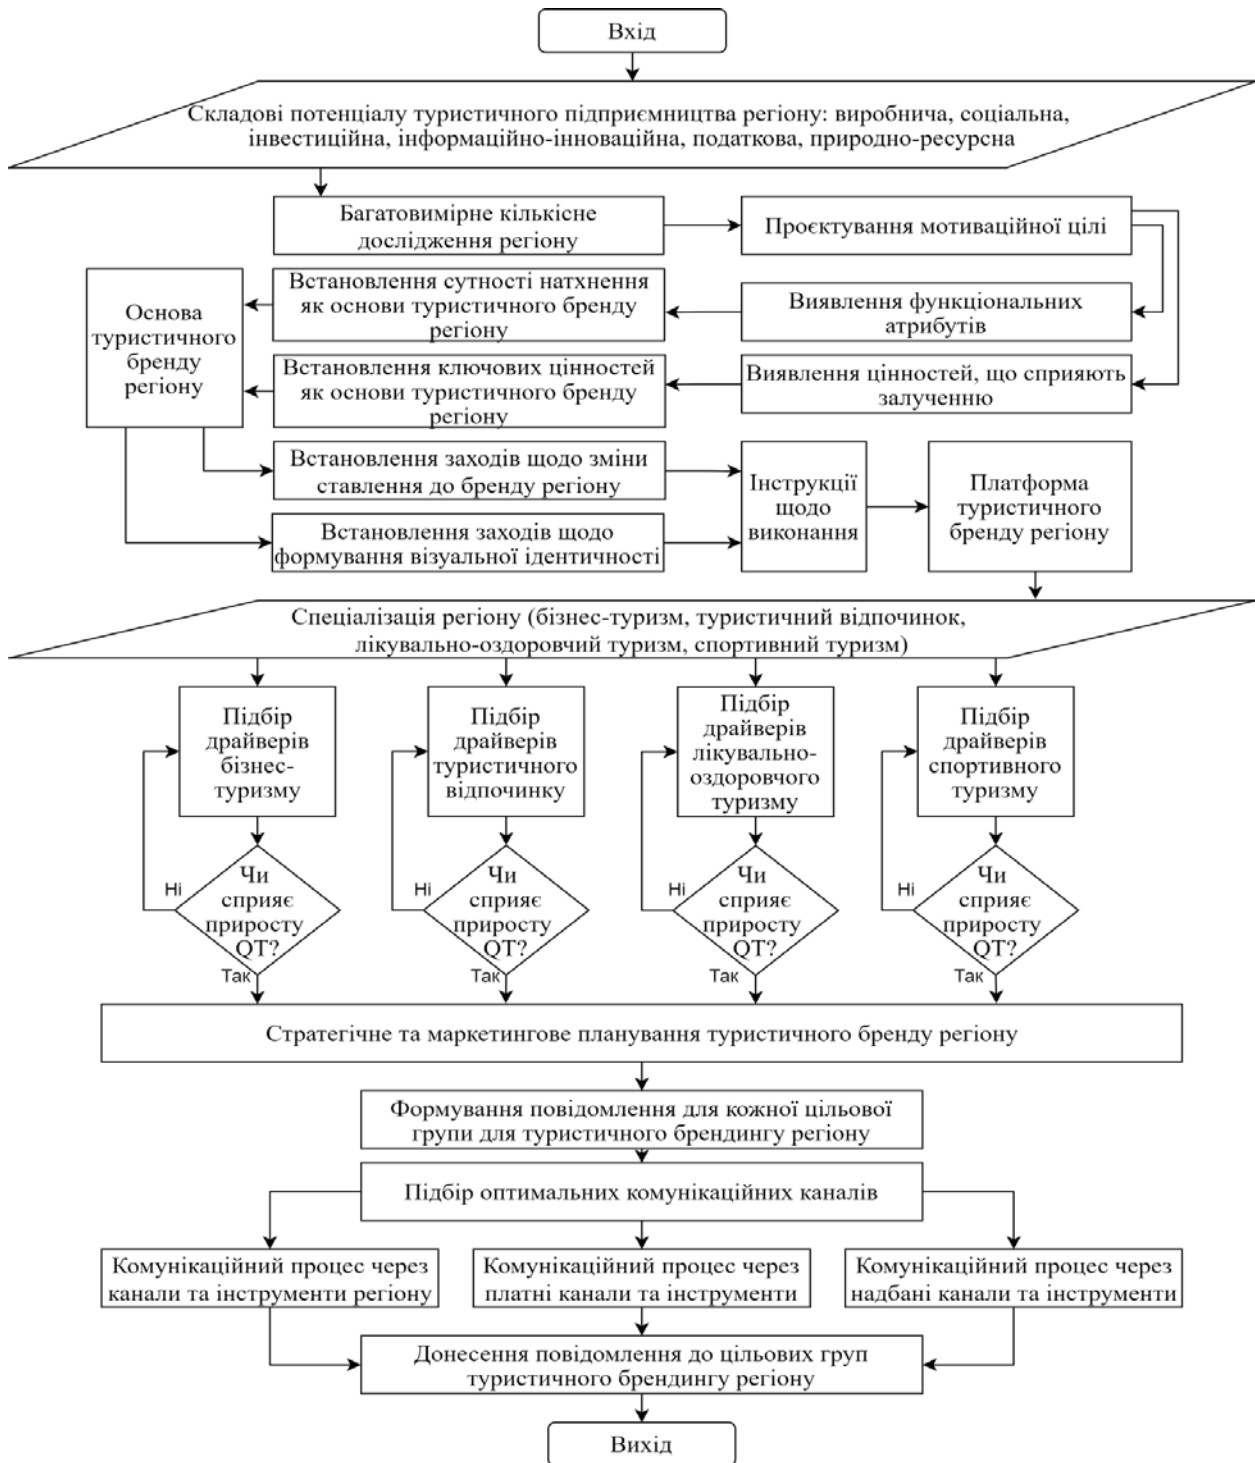 Вхід
Складові потенціалу туристичного підприємництва регіону: виробнича, соціальна,
інвестиційна, інформаційно-інноваційна, податкова, природно-ресурсна
Багатовимірне кількісне
дослідження регіону
Проєктування мотиваційної цілі
Основа
туристичного
бренду
регіону
Встановлення сутності натхнення
як основи туристичного бренду
регіону
Виявлення функціональних
атрибутів
Встановлення ключових цінностей
як основи туристичного бренду
регіону
Виявлення цінностей, що сприяють
залученню
Встановлення заходів щодо зміни
ставлення до бренду регіону
Встановлення заходів щодо
формування візуальної ідентичності
Інструкції
щодо
виконання
Платформа
туристичного
бренду регіону
Спеціалізація регіону (бізнес-туризм, туристичний відпочинок,
лікувально-оздоровчий туризм, спортивний туризм)
Підбір
драйверів
бізнес-
туризму
Підбір
драйверів
туристичного
відпочинку
Підбір
драйверів
лікувально-
оздоровчого
туризму
Підбір
драйверів
спортивного
туризму
Ні
Чи
сприяє
приросту
QT?
Так
Ні
Чи
сприяє
приросту
QT?
Так
Ні
Чи
сприяє
приросту
QT?
Так
Ні
Чи
сприяє
приросту
QT?
Так
Стратегічне та маркетингове планування туристичного бренду регіону
Формування повідомлення для кожної цільової
групи для туристичного брендингу регіону
Підбір оптимальних комунікаційних каналів
Комунікаційний процес через
канали та інструменти регіону
Комунікаційний процес через
платні канали та інструменти
Комунікаційний процес через
надбані канали та інструменти
Донесення повідомлення до цільових груп
туристичного брендингу регіону
Вихід